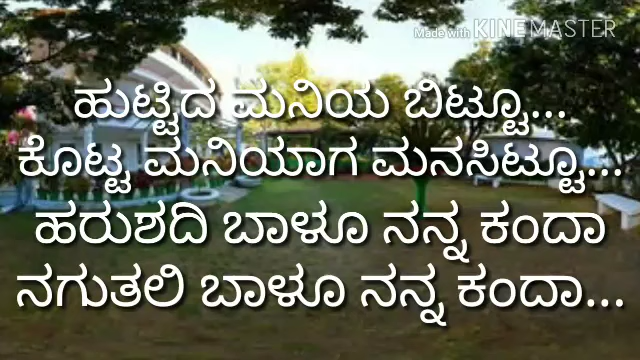 Made with KINEMASTER
ಹುಟ್ಟಿದ ಮನಿಯ ಬಿಟ್ಟೂ...
ಕೊಟ್ಟ ಮನಿಯಾಗ ಮನಸಿಟ್ಟೂ...
ಹರುಶದಿ ಬಾಳೂ ನನ್ನ ಕಂದಾ
ನಗುತಲಿ ಬಾಳೂ ನನ್ನ ಕಂದಾ...